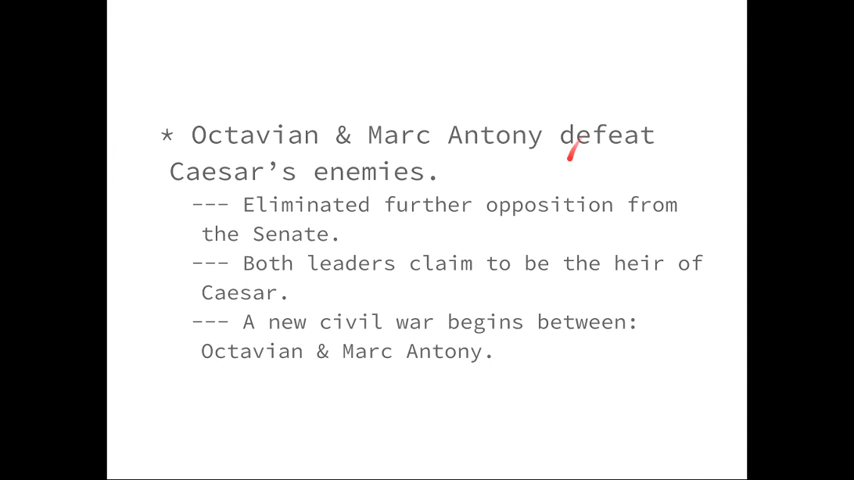 * Octavian & Marc Antony defeat
Caesar’s enemies.
--- Eliminated further opposition from
the Senate.
--- Both leaders claim to be the heir of
Caesar.
--- A new civil war begins between:
Octavian & Marc Antony.